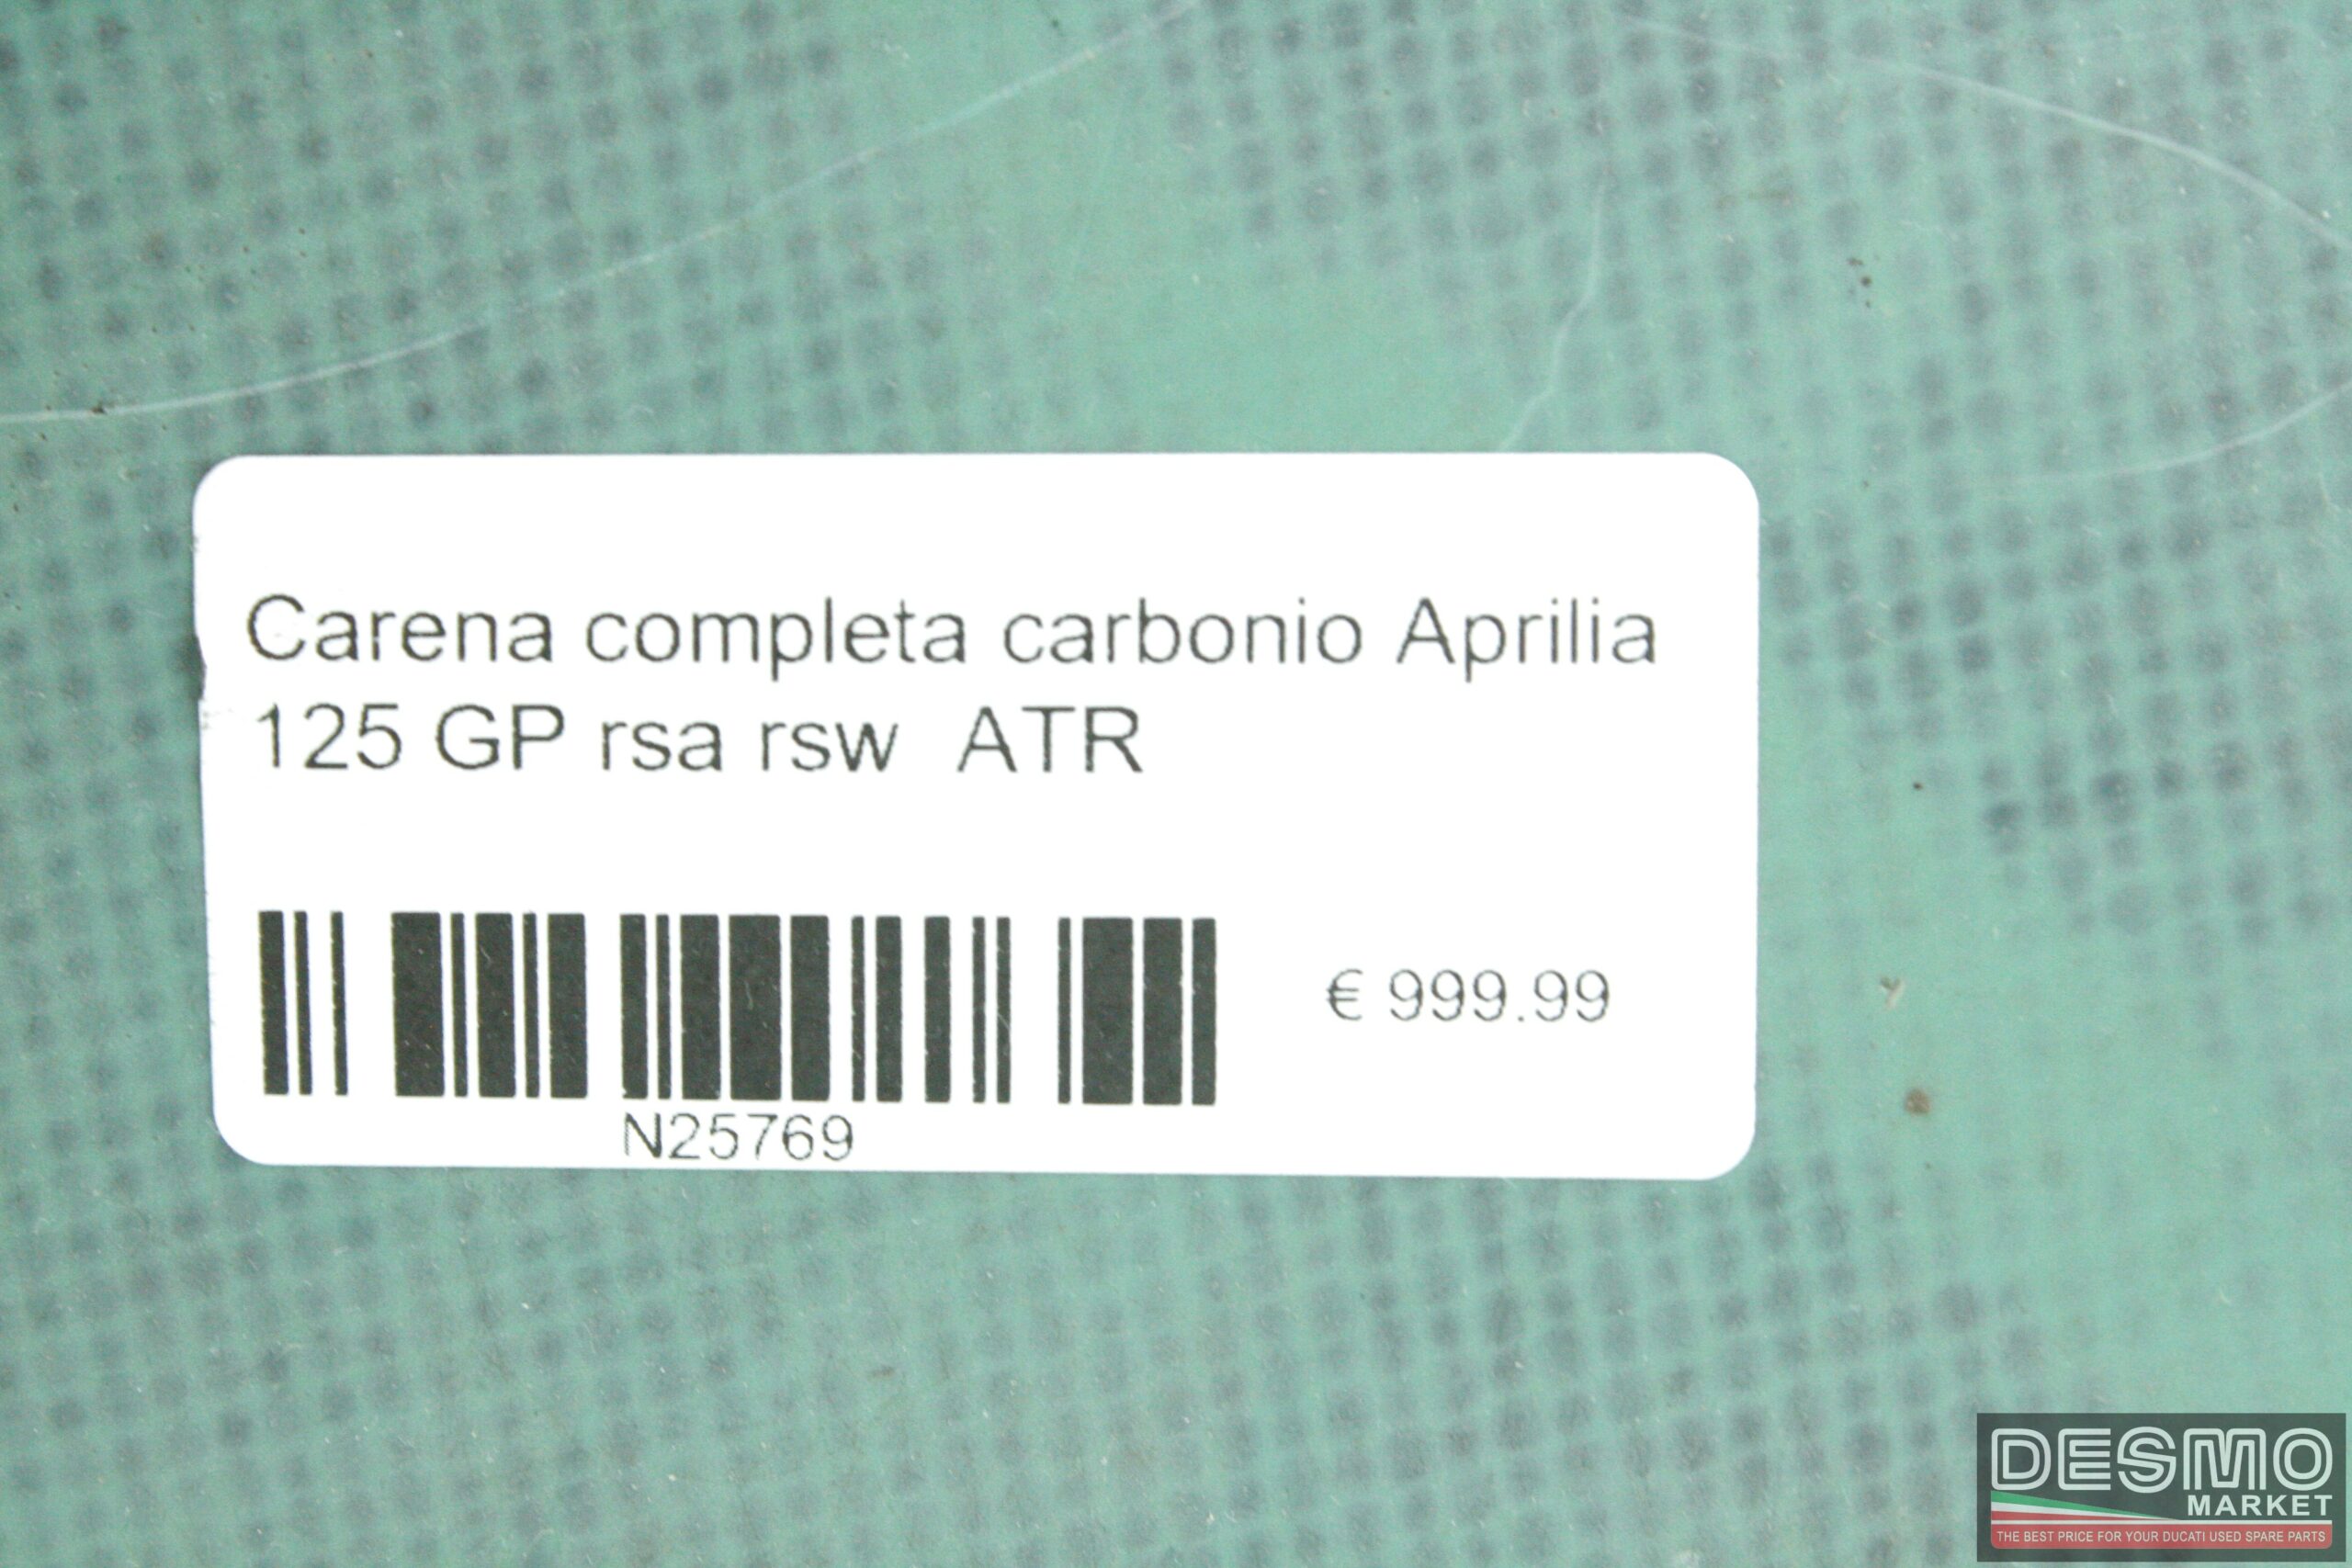 Carena completa carbonio Aprilia
125 GP rsa rsw  ATR
€ 999.99
N25769
DESMO
MARKET
THE BEST PRICE FOR YOUR DUCATI USED SPARE PARTS